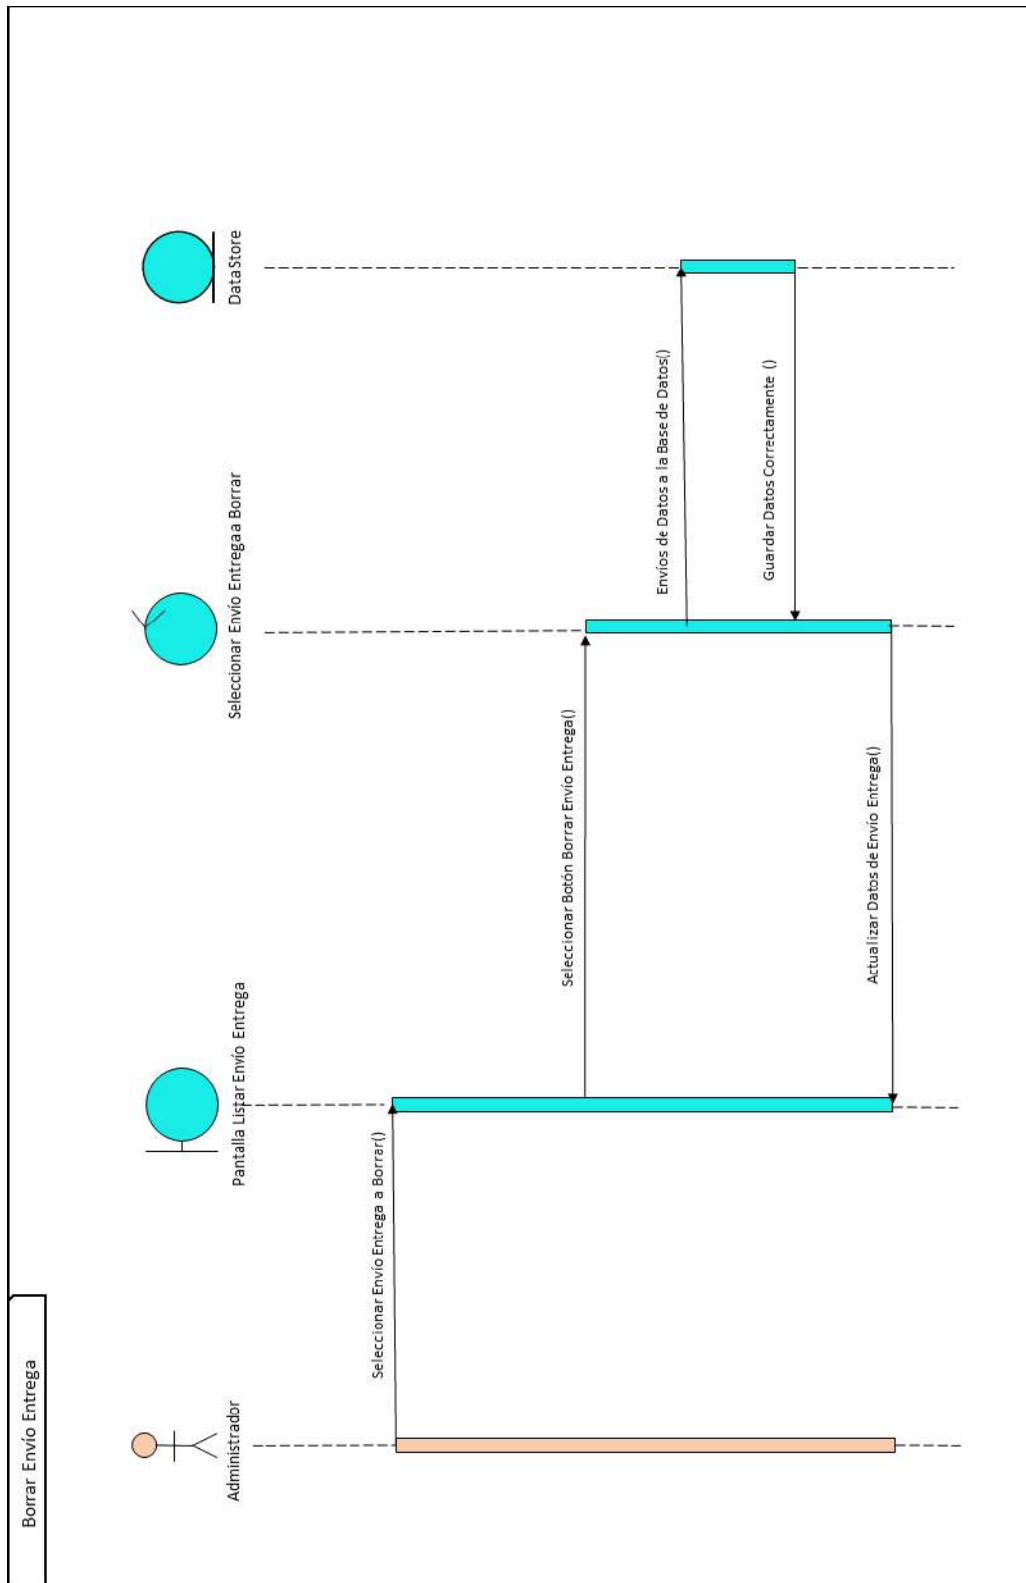 Borrar Envío Entrega
Administrador
Pantalla Listar Envío Entrega
Seleccionar Envío Entregaa Borrar
DataStore
Seleccionar Envío Entrega a Borrar()
Seleccionar Botón Borrar Envío Entrega()
Envíos de Datos a la Base de Datos()
Guardar Datos Correctamente ()
Actualizar Datos de Envío Entrega()